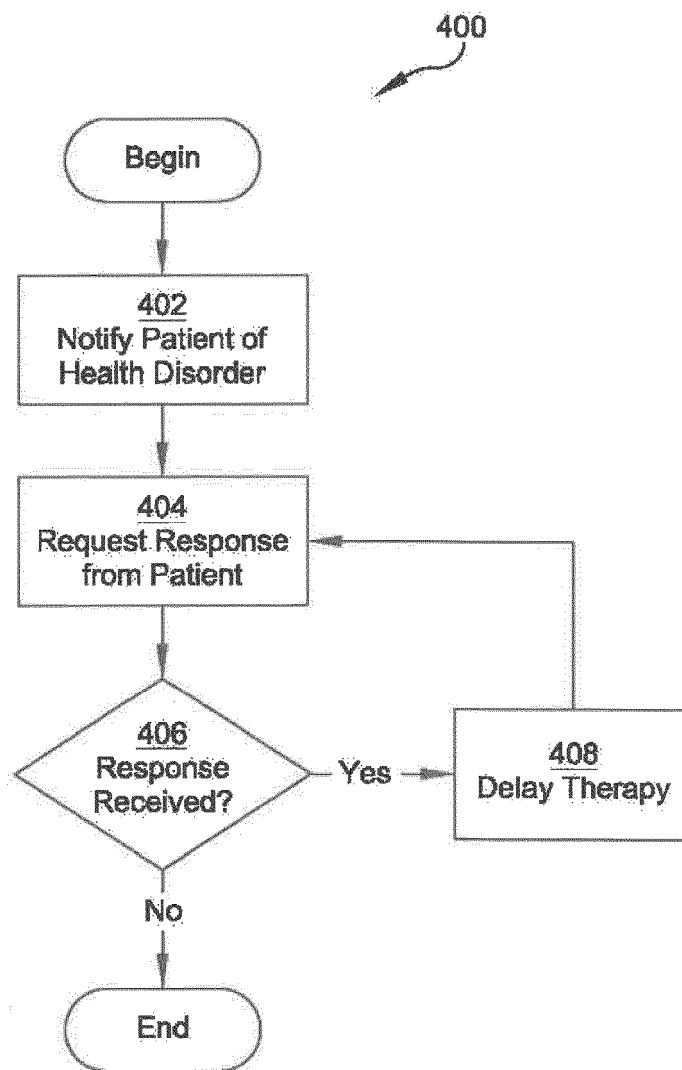 400
Begin
402
Notify Patient of
Health Disorder
404
Request Response
from Patient
406
Response
Received?
Yes
408
Delay Therapy
No
End